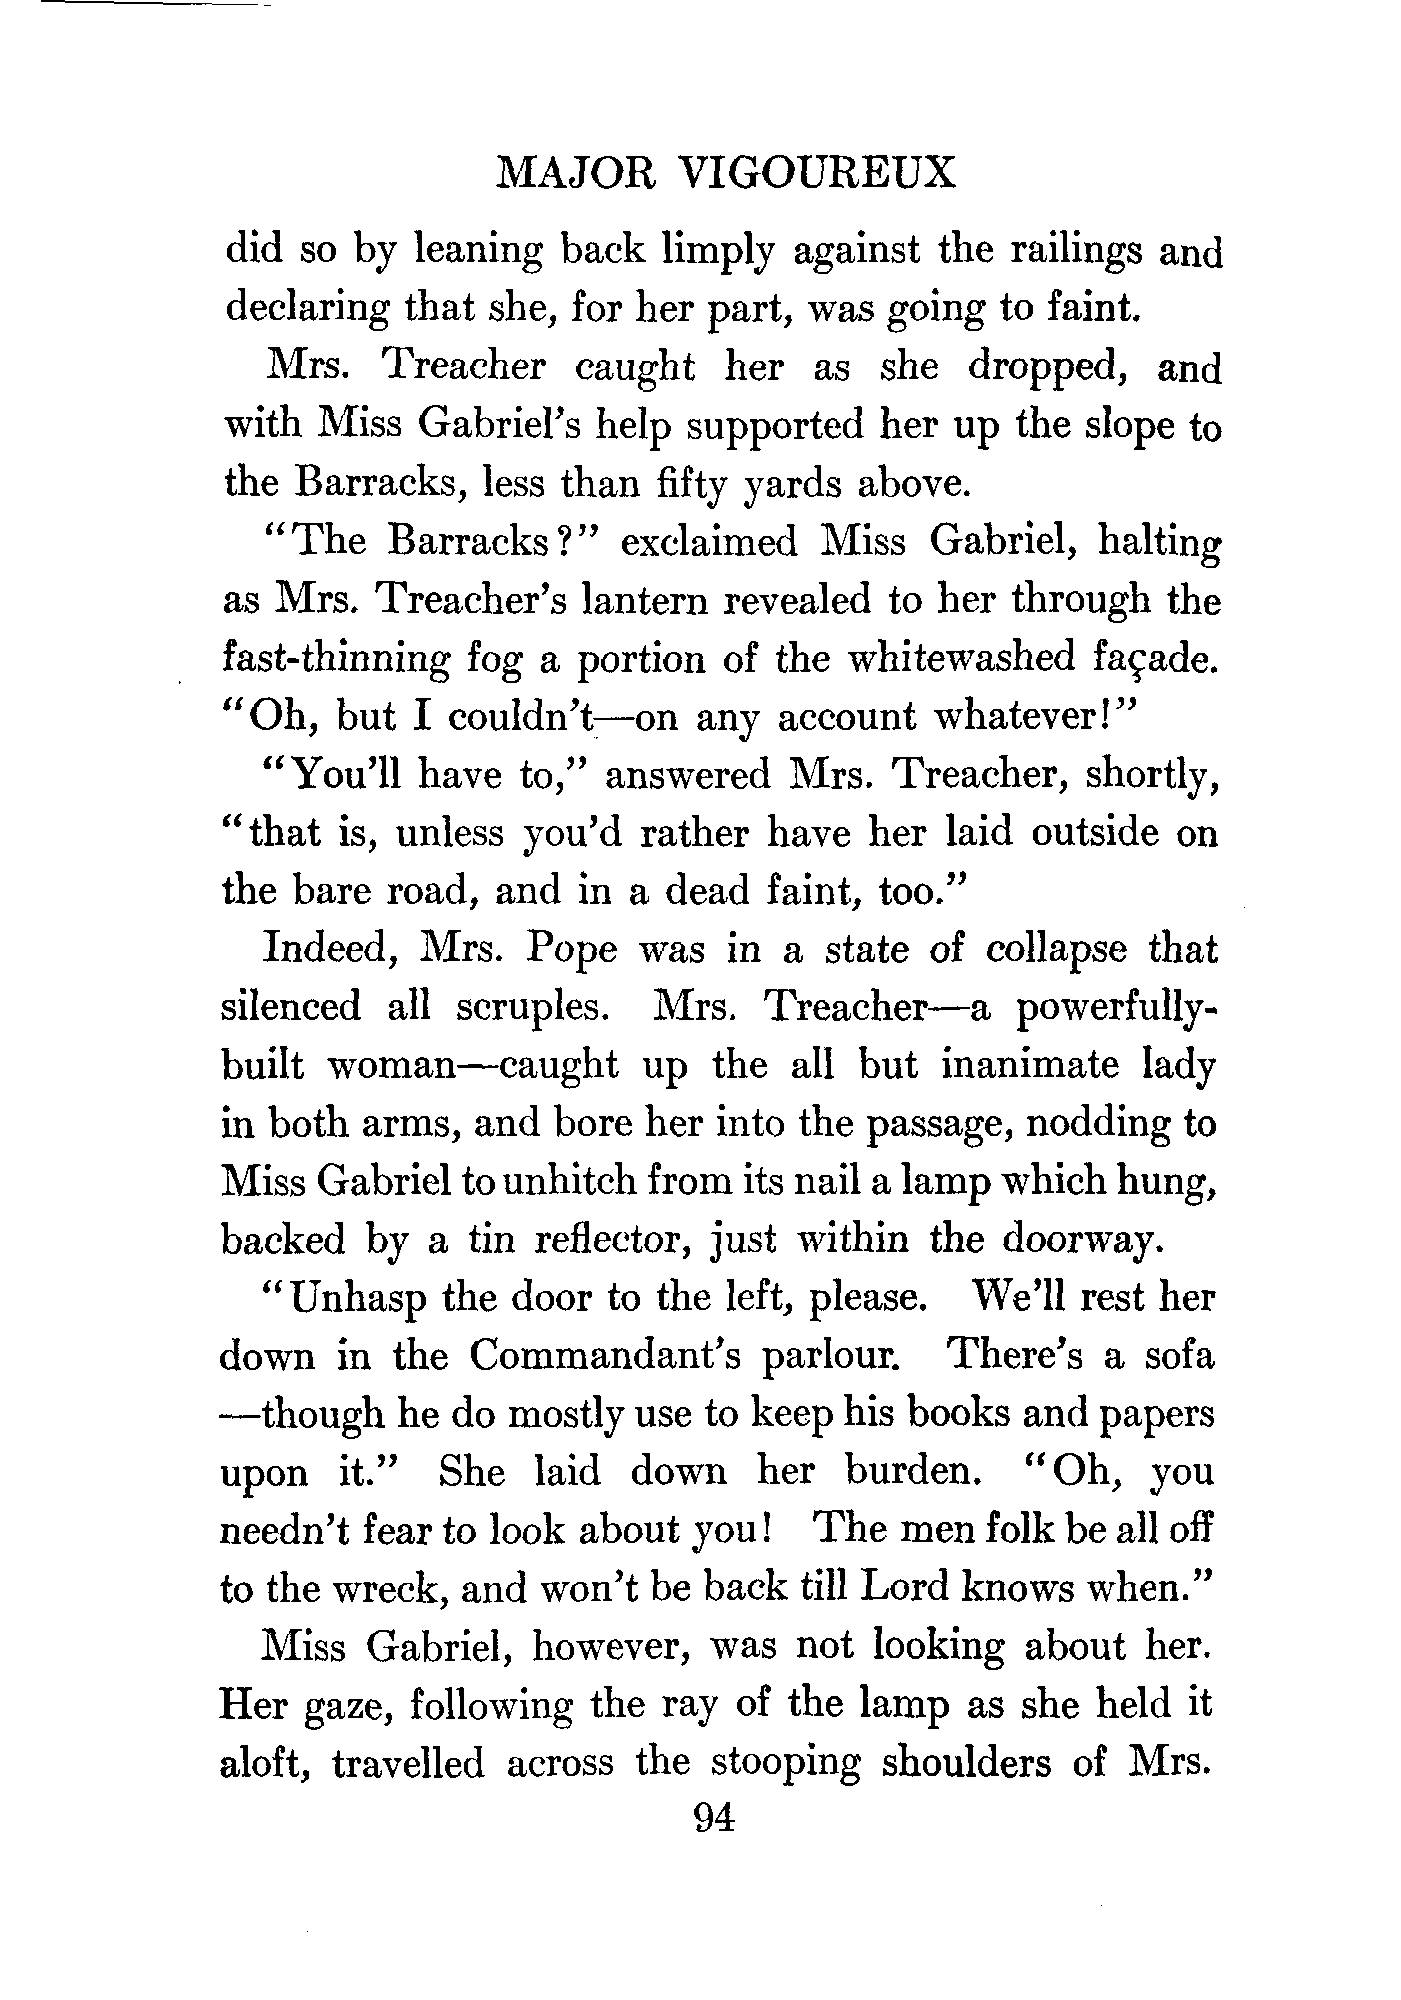 MAJOR VIGOUREUX
did so by leaning back limply against the railings and
declaring that she, for her part, was going to faint.
Mrs. Treacher caught her as she dropped, and
with Miss Gabriel's help supported her up the slope to
the Barracks, less than fifty yards above.
"The Barracks?" exclaimed Miss Gabriel, halting
as Mrs. Treacher's lantern revealed to her through the
fast-thinning fog a portion of the whitewashed façade.
"Oh, but I couldn't—on any account whatever!"
"You'll have to," answered Mrs. Treacher, shortly,
"that is, unless you'd rather have her laid outside on
the bare road, and in a dead faint, too."
Indeed, Mrs. Pope was in a state of collapse that
silenced all scruples. Mrs. Treacher—a powerfully-
built woman—caught up the all but inanimate lady
in both arms, and bore her into the passage, nodding to
Miss Gabriel to unhitch from its nail a lamp which hung,
backed by a tin reflector, just within the doorway.
"Unhasp the door to the left, please. We'll rest her
down in the Commandant's parlour. There's a sofa
—though he do mostly use to keep his books and papers
upon it." She laid down her burden. "Oh, you
needn't fear to look about you! The men folk be all off
to the wreck, and won't be back till Lord knows when."
Miss Gabriel, however, was not looking about her.
Her gaze, following the ray of the lamp as she held it
aloft, travelled across the stooping shoulders of Mrs.
94